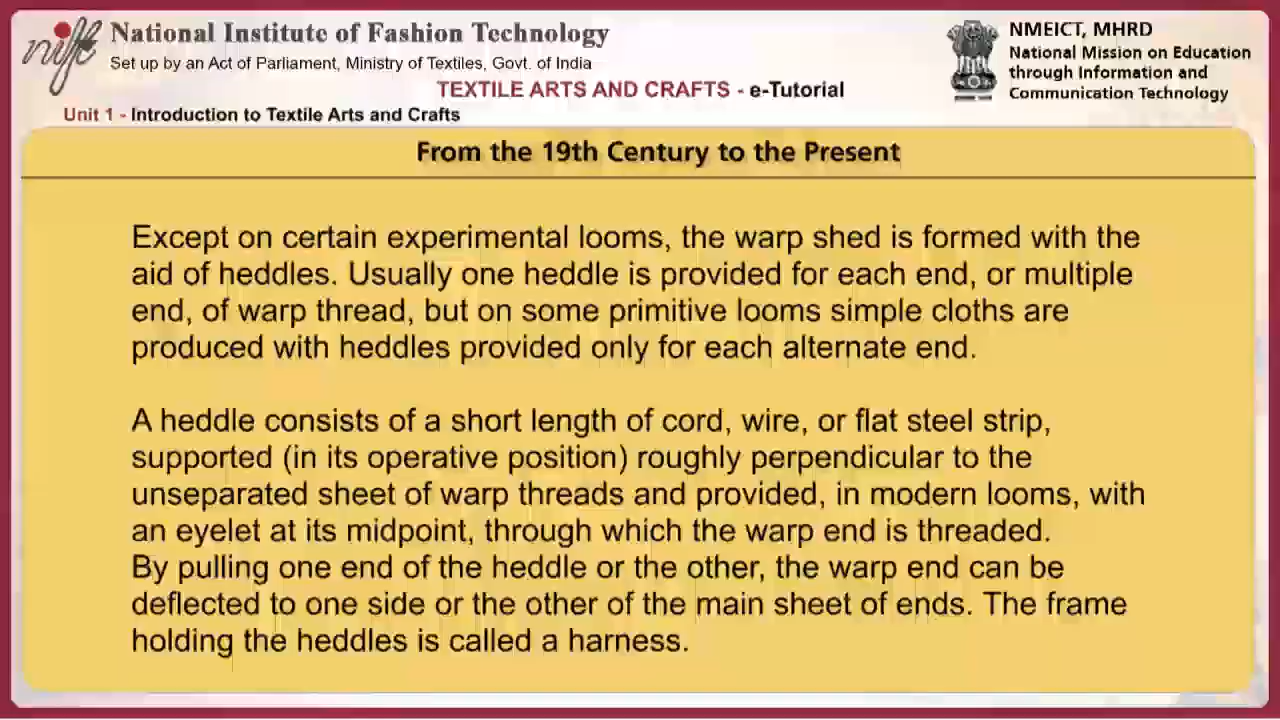 nift
National Institute of Fashion Technology
Set up by an Act of Parliament, Ministry of Textiles, Govt. of India
NMEICT, MHRD
National Mission on Education
through Information and
Communication Technology
TEXTILE ARTS AND CRAFTS - e-Tutorial
Unit 1 - Introduction to Textile Arts and Crafts
From the 19th Century to the Present
Except on certain experimental looms, the warp shed is formed with the
aid of heddles. Usually one heddle is provided for each end, or multiple
end, of warp thread, but on some primitive looms simple cloths are
produced with heddles provided only for each alternate end.
A heddle consists of a short length of cord, wire, or flat steel strip,
supported (in its operative position) roughly perpendicular to the
unseparated sheet of warp threads and provided, in modern looms, with
an eyelet at its midpoint, through which the warp end is threaded.
By pulling one end of the heddle or the other, the warp end can be
deflected to one side or the other of the main sheet of ends. The frame
holding the heddles is called a harness.